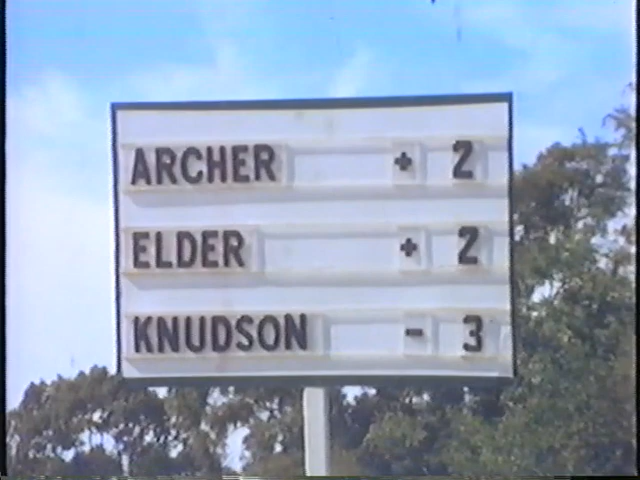 ARCHER + 2
ELDER + 2
KNUDSON - 3